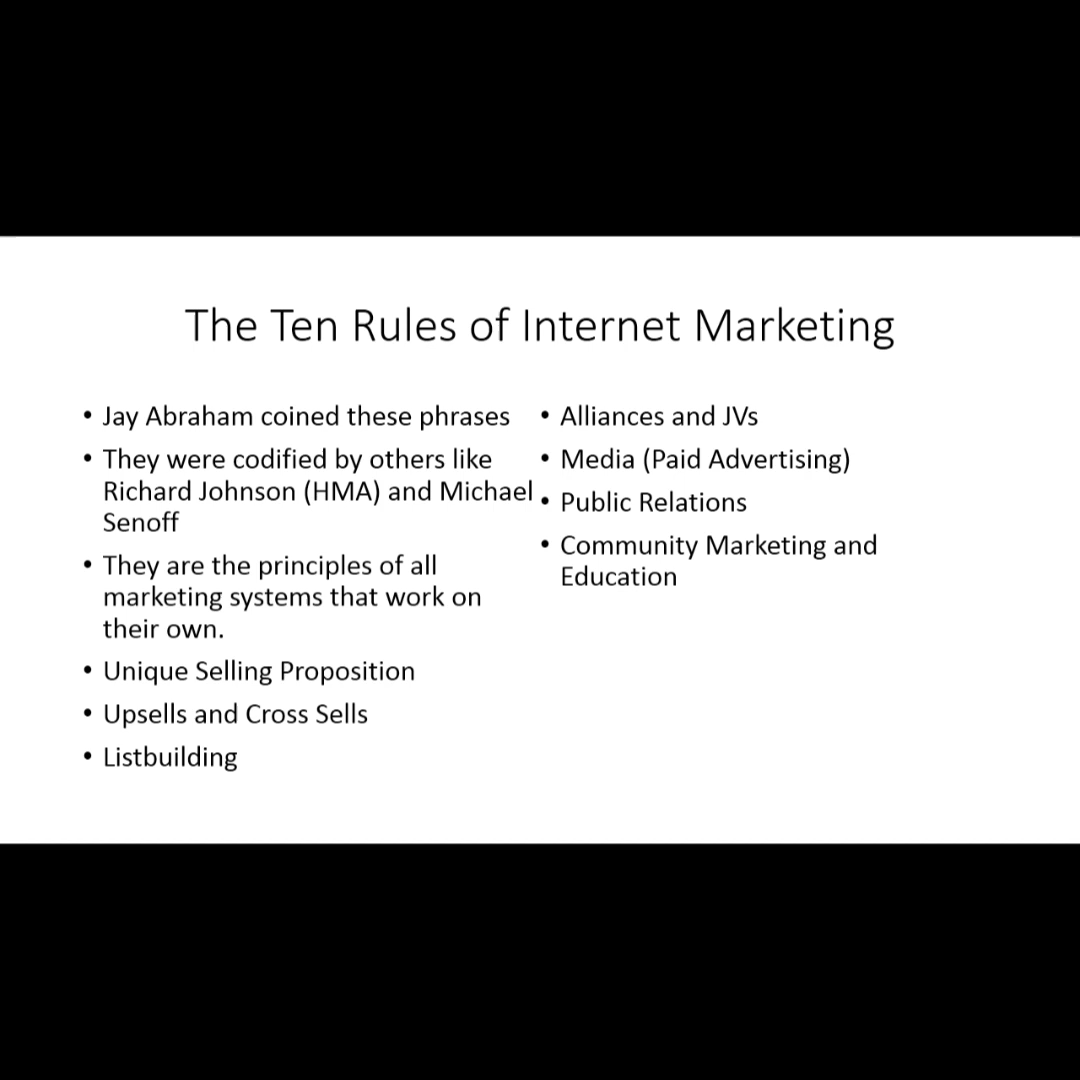 The Ten Rules of Internet Marketing
• Jay Abraham coined these phrases
• They were codified by others like
Richard Johnson (HMA) and Michael
Senoff
• They are the principles of all
marketing systems that work on
their own.
• Unique Selling Proposition
• Upsells and Cross Sells
• Listbuilding
• Alliances and JVs
• Media (Paid Advertising)
• Public Relations
• Community Marketing and
Education